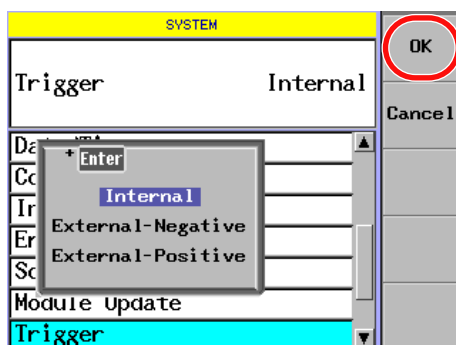 SYSTEM
Trigger Internal
OK
Cancel
Enter
Internal
External-Negative
External-Positive
Module Update
Trigger